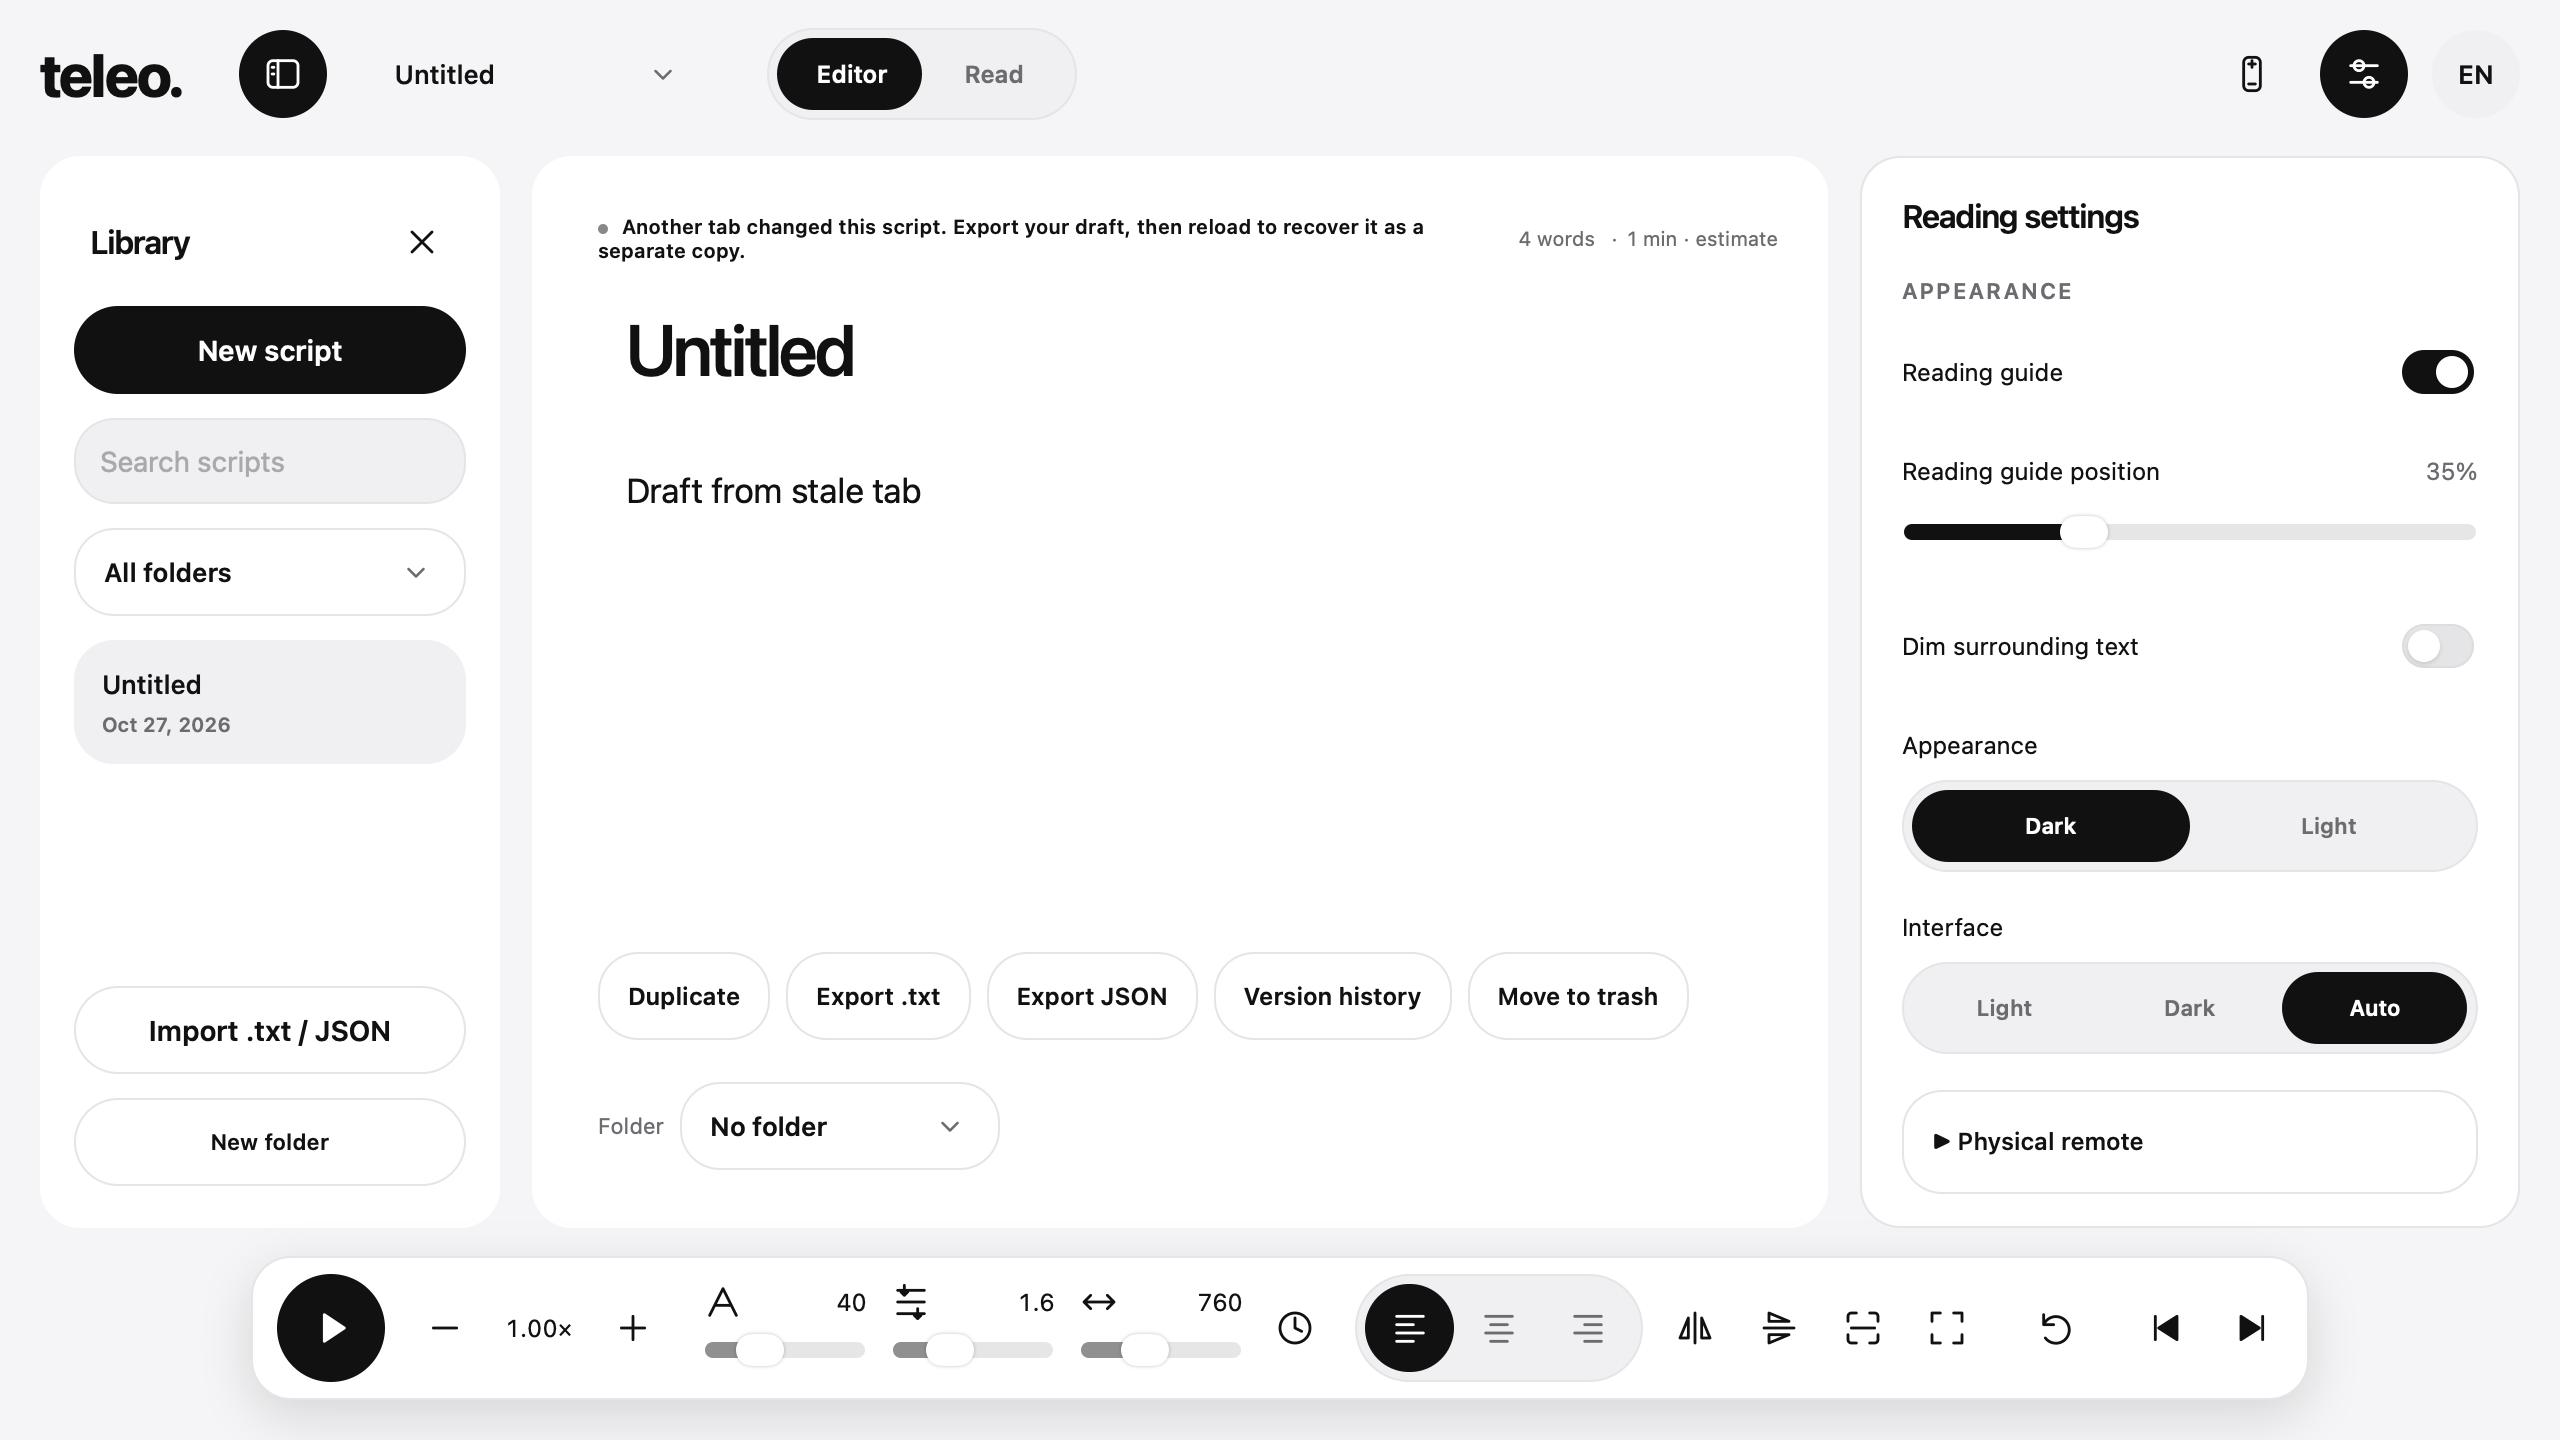 teleo.
Untitled
Editor
Read
EN
Library
New script
Search scripts
All folders
Untitled
Oct 27, 2026
Import .txt / JSON
New folder
Another tab changed this script. Export your draft, then reload to recover it as a
separate copy.
4 words · 1 min · estimate
Untitled
Draft from stale tab
Duplicate
Export .txt
Export JSON
Version history
Move to trash
Folder
No folder
Reading settings
APPEARANCE
Reading guide
Reading guide position
35%
Dim surrounding text
Appearance
Dark
Light
Interface
Light
Dark
Auto
Physical remote
1.00×
40
1.6
760